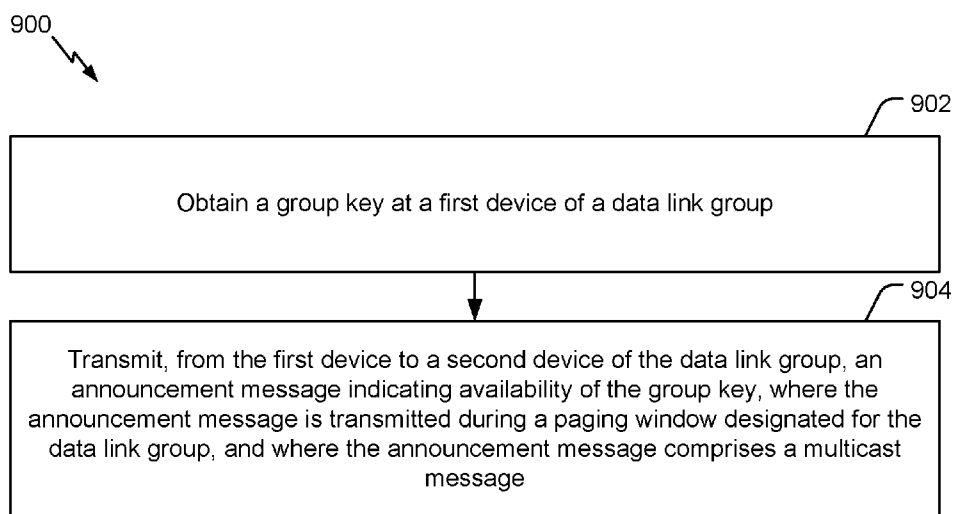 900
902
Obtain a group key at a first device of a data link group
904
Transmit, from the first device to a second device of the data link group, an
announcement message indicating availability of the group key, where the
announcement message is transmitted during a paging window designated for the
data link group, and where the announcement message comprises a multicast
message